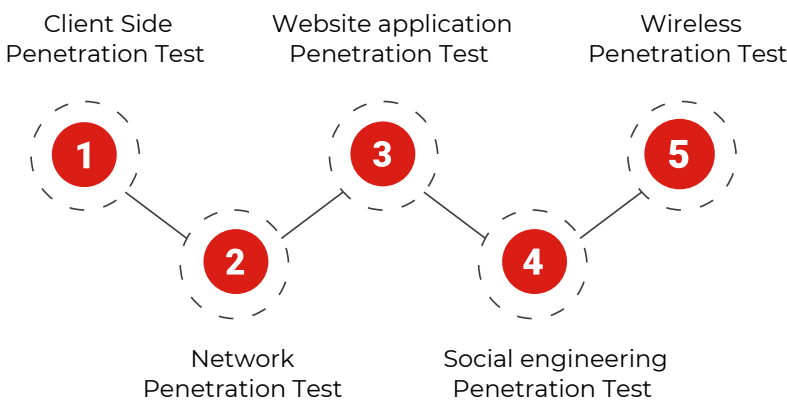 Client Side
Penetration Test
1
Network
Penetration Test
2
Website application
Penetration Test
3
Social engineering
Penetration Test
4
Wireless
Penetration Test
5